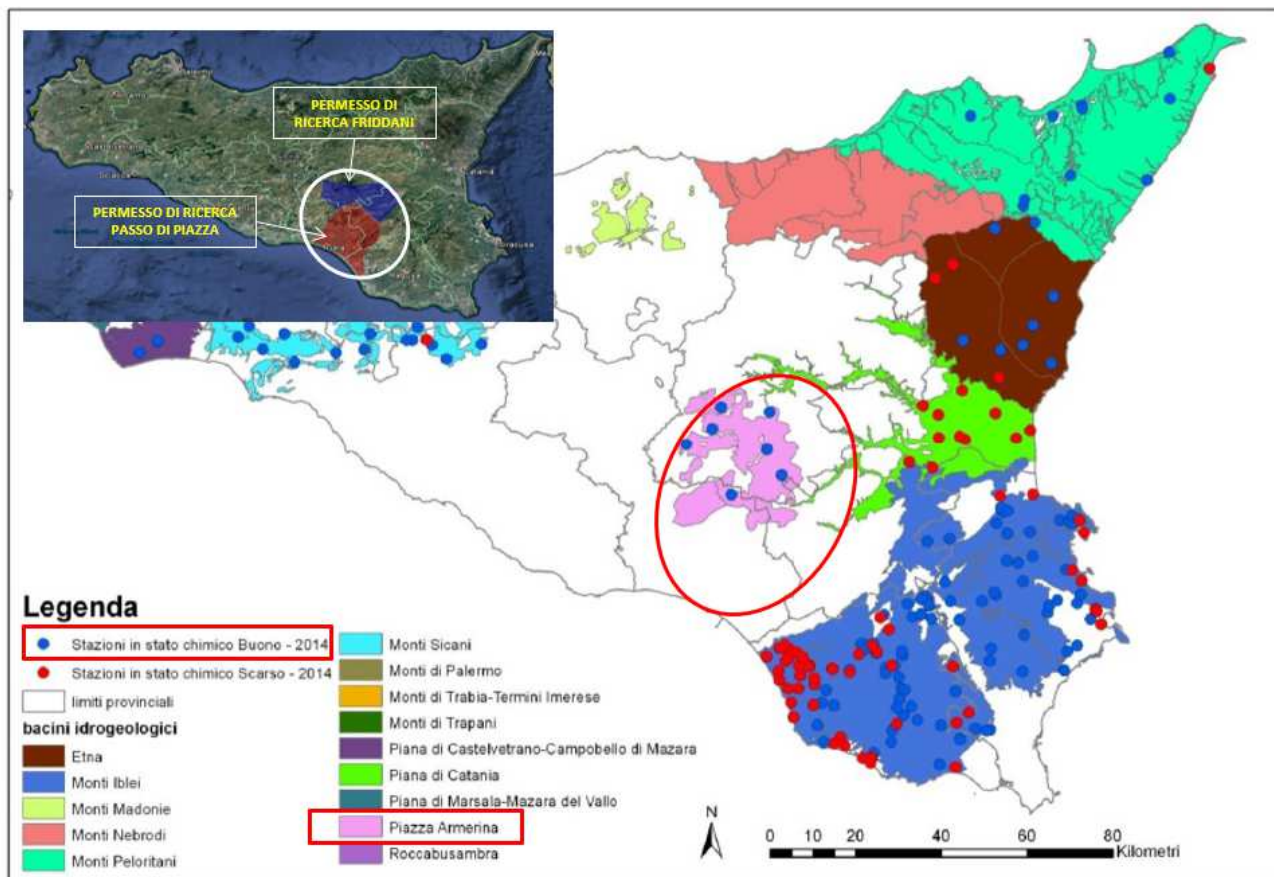 PERMESSO DI
RICERCA FRIDDANI
PERMESSO DI RICERCA
PASSO DI PIAZZA
Legenda
Stazioni in stato chimico Buono - 2014
Stazioni in stato chimico Scarso - 2014
limiti provinciali
bacini idrogeologici
Etna
Monti Iblei
Monti Madonie
Monti Nebrodi
Monti Peloritani
Monti Sicani
Monti di Palermo
Monti di Trabia-Termini Imerese
Monti di Trapani
Piana di Castelvetrano-Campobello di Mazara
Piana di Catania
Piana di Marsala-Mazara del Vallo
Piazza Armerina
Roccabusambra
N
0 10 20 40 60 80
Kilometri